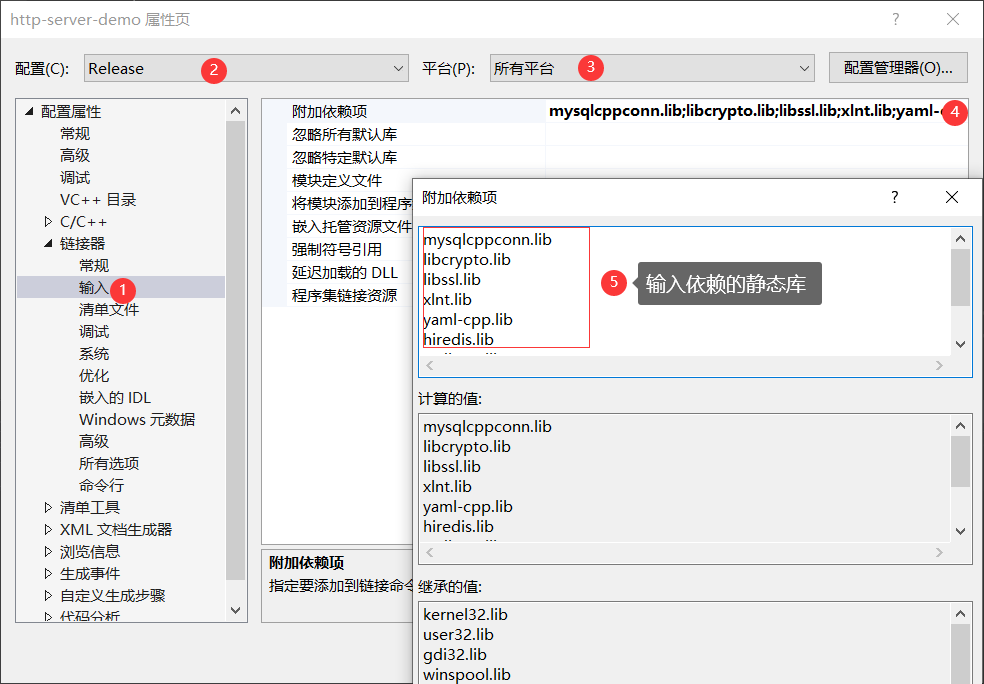 http-server-demo 属性页
?
配置(C):
Release
2
平台(P):
所有平台
3
配置管理器(O)...
配置属性
常规
高级
调试
VC++ 目录
C/C++
链接器
常规
输入
1
清单文件
调试
系统
优化
嵌入的 IDL
Windows 元数据
高级
所有选项
命令行
清单工具
XML 文档生成器
浏览信息
生成事件
自定义生成步骤
代码分析
附加依赖项
mysqlcppconn.lib;libcrypto.lib;libssl.lib;xlnt.lib;yaml-
4
忽略所有默认库
忽略特定默认库
模块定义文件
将模块添加到程序
嵌入托管资源文件
强制符号引用
延迟加载的 DLL
程序集链接资源
附加依赖项
指定要添加到链接命令
附加依赖项
?
mysqlcppconn.lib
libcrypto.lib
libssl.lib
xlnt.lib
yaml-cpp.lib
hiredis.lib
5
输入依赖的静态库
计算的值:
mysqlcppconn.lib
libcrypto.lib
libssl.lib
xlnt.lib
yaml-cpp.lib
hiredis.lib
继承的值:
kernel32.lib
user32.lib
gdi32.lib
winspool.lib